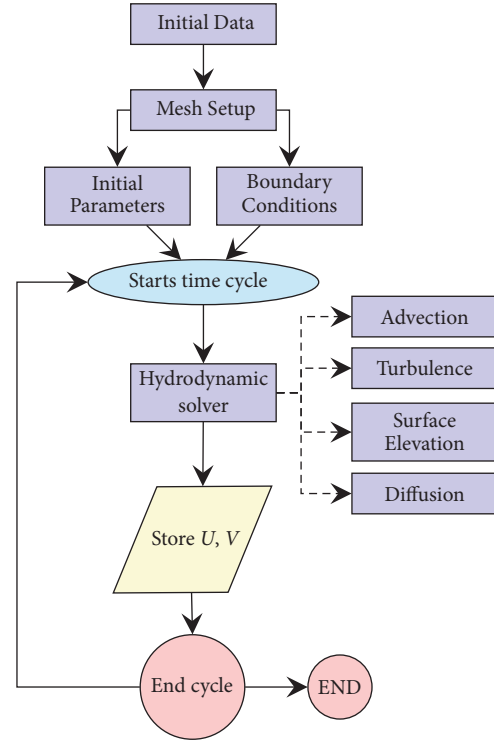 Initial Data
Mesh Setup
Initial
Parameters
Boundary
Conditions
Starts time cycle
Hydrodynamic
solver
Advection
Turbulence
Surface
Elevation
Diffusion
Store U, V
End cycle
END